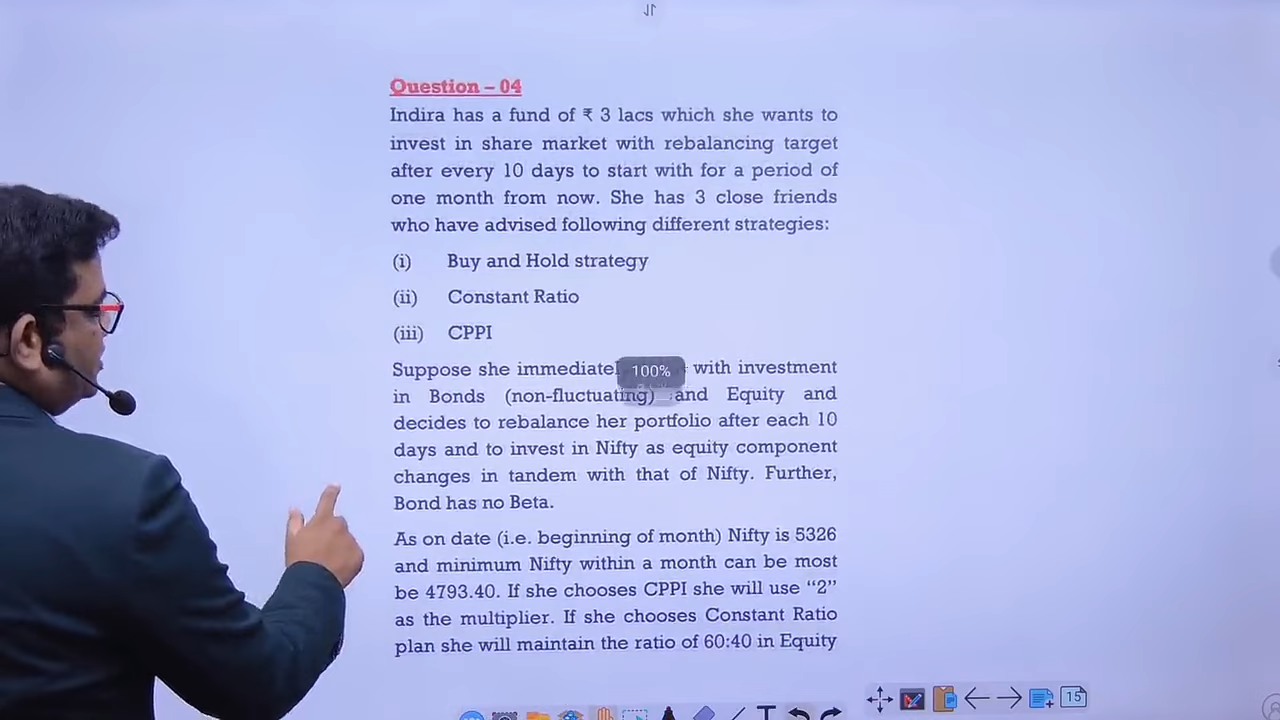 Question – 04
Indira has a fund of ₹ 3 lacs which she wants to
invest in share market with rebalancing target
after every 10 days to start with for a period of
one month from now. She has 3 close friends
who have advised following different strategies:
(i) Buy and Hold strategy
(ii) Constant Ratio
(iii) CPPI
Suppose she immediatel with investment
100%
in Bonds (non-fluctuating) and Equity and
decides to rebalance her portfolio after each 10
days and to invest in Nifty as equity component
changes in tandem with that of Nifty. Further,
Bond has no Beta.
As on date (i.e. beginning of month) Nifty is 5326
and minimum Nifty within a month can be most
be 4793.40. If she chooses CPPI she will use “2”
as the multiplier. If she chooses Constant Ratio
plan she will maintain the ratio of 60:40 in Equity
15